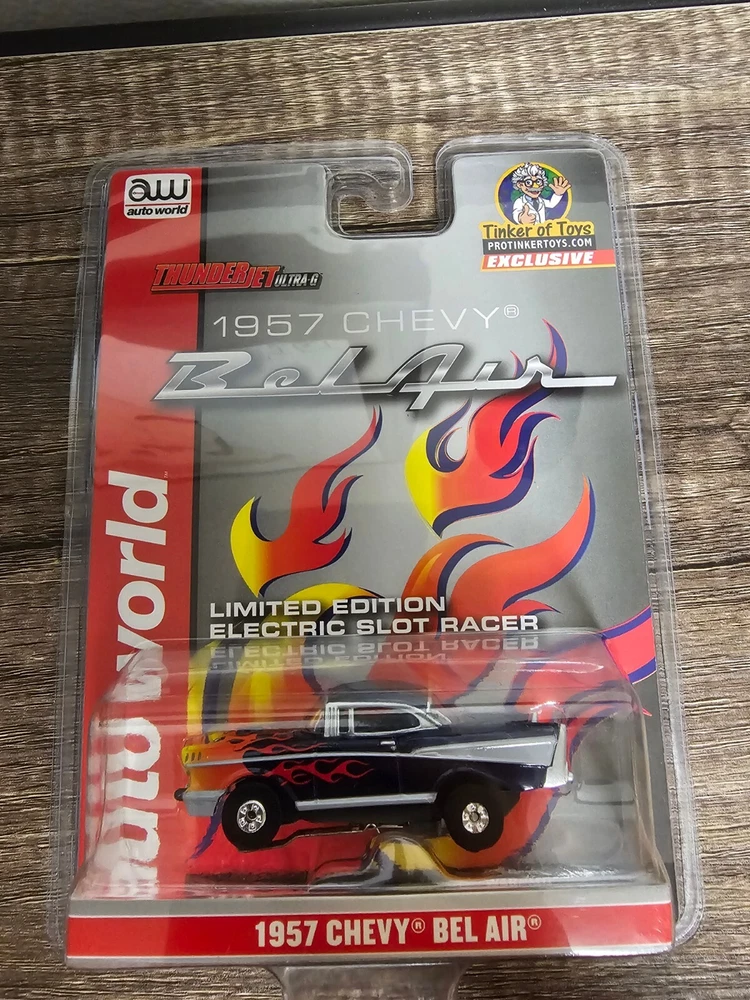 aw
auto world
Tinker of Toys
PROTINKERTOYS.COM
EXCLUSIVE
THUNDERJET ULTRA-G
1957 CHEVY®
Bel Air
auto world™
LIMITED EDITION
ELECTRIC SLOT RACER
1957 CHEVY® BEL AIR®